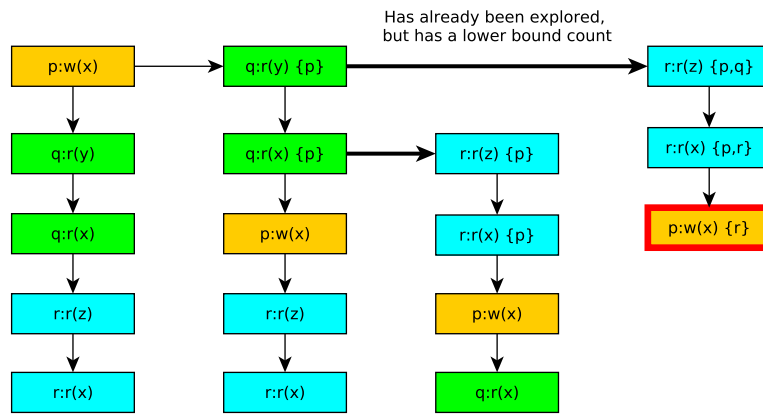 Has already been explored,
but has a lower bound count
p:w(x)
q:r(y) {p}
r:r(z) {p,q}
q:r(y)
q:r(x) {p}
r:r(z) {p}
r:r(x) {p,r}
q:r(x)
p:w(x)
r:r(x) {p}
p:w(x) {r}
r:r(z)
r:r(z)
p:w(x)
r:r(x)
r:r(x)
q:r(x)